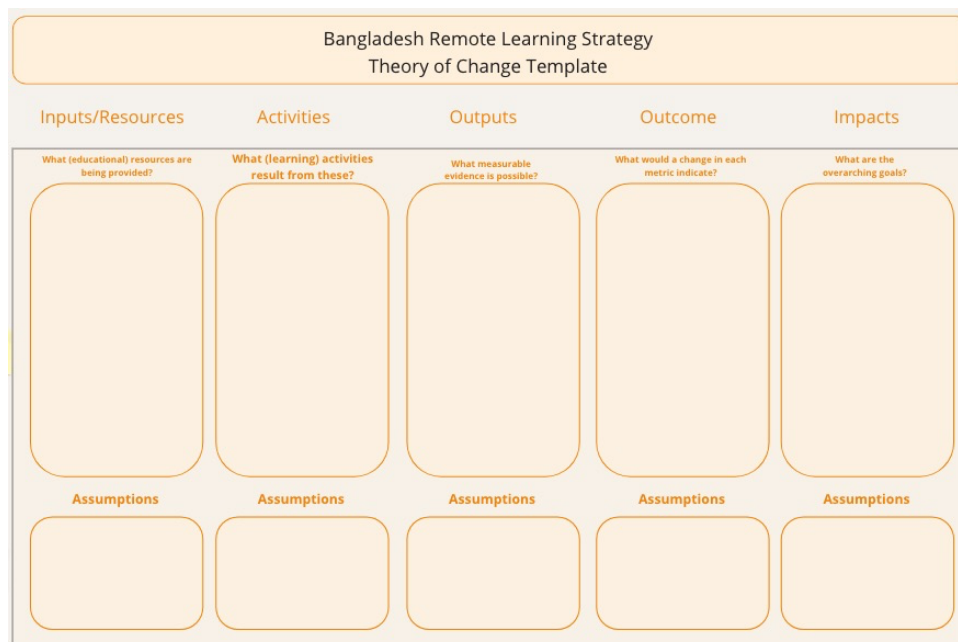 Bangladesh Remote Learning Strategy
Theory of Change Template
Inputs/Resources
Activities
Outputs
Outcome
Impacts
What (educational) resources are
being provided?
What (learning) activities
result from these?
What measurable
evidence is possible?
What would a change in each
metric indicate?
What are the
overarching goals?
Assumptions
Assumptions
Assumptions
Assumptions
Assumptions